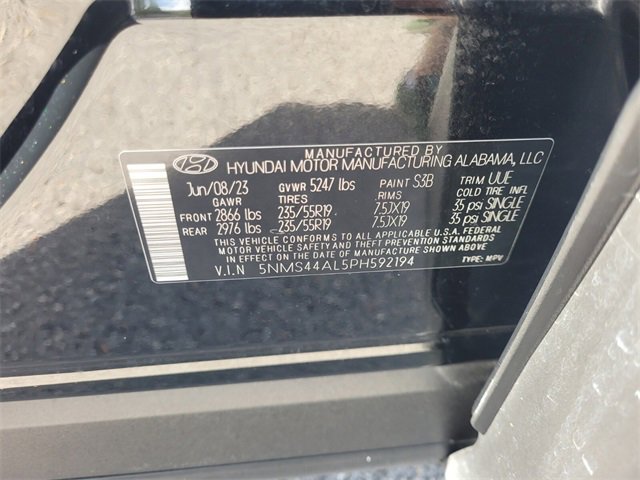 MANUFACTURED BY
HYUNDAI MOTOR MANUFACTURING ALABAMA, LLC
Jun/08/23 GVWR 5247 lbs PAINT S3B TRIM UUE
GAWR TIRES RIMS COLD TIRE INFL
FRONT 2866 lbs 235/55R19 7.5JX19 35 psi SINGLE
REAR 2976 lbs 235/55R19 7.5JX19 35 psi SINGLE
THIS VEHICLE CONFORMS TO ALL APPLICABLE U.S.A. FEDERAL
MOTOR VEHICLE SAFETY AND THEFT PREVENTION STANDARDS
IN EFFECT ON THE DATE OF MANUFACTURE SHOWN ABOVE
V.I.N 5NMS44AL5PH592194 TYPE: MPV